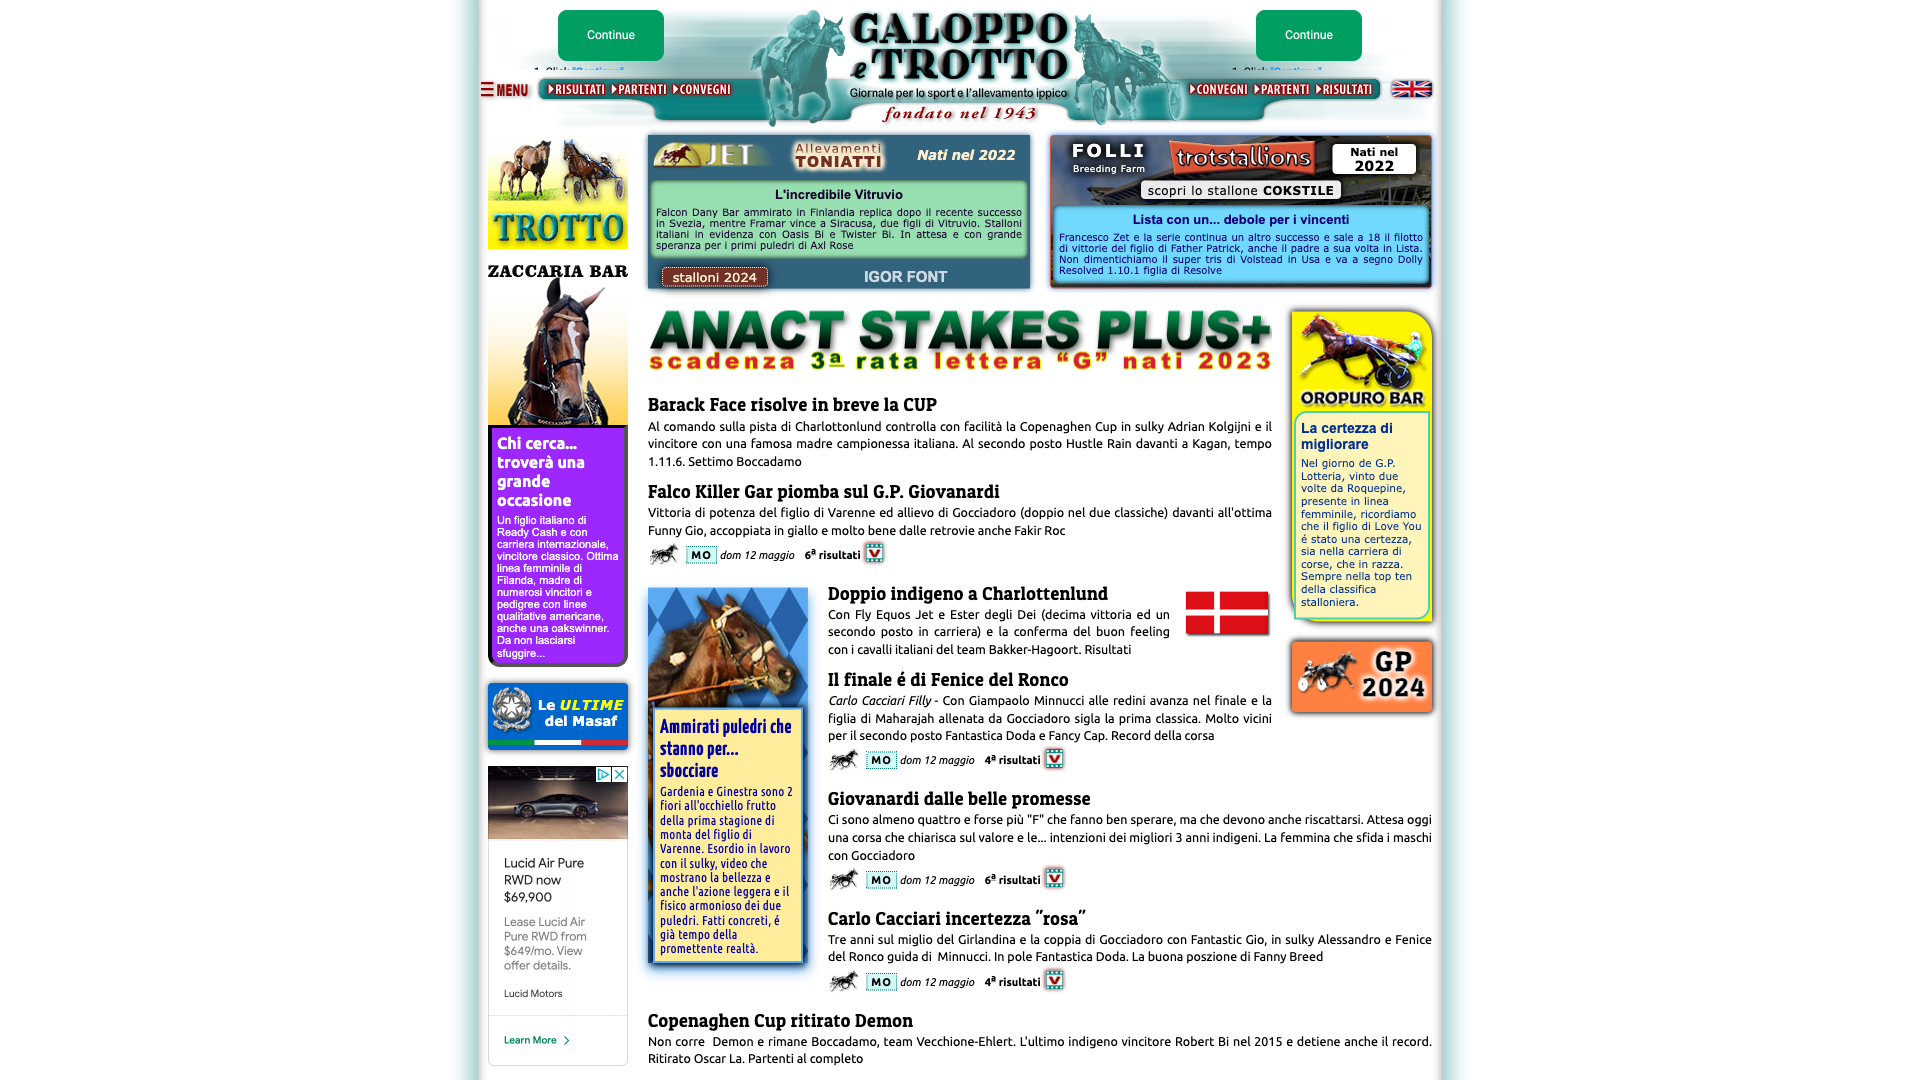 Continue
GALOPPO
e TROTTO
Giornale per lo sport e l'allevamento ippico
fondato nel 1943
Continue
MENU
RISULTATI PARTENTI CONVEGNI
CONVEGNI PARTENTI RISULTATI
TROTTO
ZACCARIA BAR
GOCCIADORO
Chi cerca...
troverà una
grande
occasione
Un figlio italiano di
Ready Cash e con
carriera internazionale,
vincitore classico. Ottima
linea femminile di
Filanda, madre di
numerosi vincitori e
pedigree con linee
qualitative americane,
anche una oakswinner.
Da non lasciarsi
sfuggire...
Le ULTIME
del Masaf
Lucid Air Pure
RWD now
$69,900
Lease Lucid Air
Pure RWD from
$649/mo. View
offer details.
Lucid Motors
Learn More
JET
Allevamenti
TONIATTI
Nati nel 2022
L'incredibile Vitruvio
Falcon Dany Bar ammirato in Finlandia replica dopo il recente successo
in Svezia, mentre Framar vince a Siracusa, due figli di Vitruvio. Stalloni
italiani in evidenza con Oasis Bi e Twister Bi. In attesa e con grande
speranza per i primi puledri di Axl Rose
stalloni 2024
IGOR FONT
FOLLI
Breeding Farm
trotstallions
Nati nel
2022
scopri lo stallone COKSTILE
Lista con un... debole per i vincenti
Francesco Zet e la serie continua un altro successo e sale a 18 il filotto
di vittorie del figlio di Father Patrick, anche il padre a sua volta in Lista.
Non dimentichiamo il super tris di Volstead in Usa e va a segno Dolly
Resolved 1.10.1 figlia di Resolve
ANACT STAKES PLUS+
scadenza 3ª rata lettera “G” nati 2023
Barack Face risolve in breve la CUP
Al comando sulla pista di Charlottonlund controlla con facilità la Copenaghen Cup in sulky Adrian Kolgijni e il
vincitore con una famosa madre campionessa italiana. Al secondo posto Hustle Rain davanti a Kagan, tempo
1.11.6. Settimo Boccadamo
Falco Killer Gar piomba sul G.P. Giovanardi
Vittoria di potenza del figlio di Varenne ed allievo di Gocciadoro (doppio nel due classiche) davanti all'ottima
Funny Gio, accoppiata in giallo e molto bene dalle retrovie anche Fakir Roc
MO dom 12 maggio 6ª risultati V
Ammirati puledri che
stanno per...
sbocciare
Gardenia e Ginestra sono 2
fiori all'occhiello frutto
della prima stagione di
monta del figlio di
Varenne. Esordio in lavoro
con il sulky, video che
mostrano la bellezza e
anche l'azione leggera e il
fisico armonioso dei due
puledri. Fatti concreti, é
già tempo della
promettente realtà.
Doppio indigeno a Charlottenlund
Con Fly Equos Jet e Ester degli Dei (decima vittoria ed un
secondo posto in carriera) e la conferma del buon feeling
con i cavalli italiani del team Bakker-Hagoort. Risultati
Il finale é di Fenice del Ronco
Carlo Cacciari Filly - Con Giampaolo Minnucci alle redini avanza nel finale e la
figlia di Maharajah allenata da Gocciadoro sigla la prima classica. Molto vicini
per il secondo posto Fantastica Doda e Fancy Cap. Record della corsa
MO dom 12 maggio 4ª risultati V
Giovanardi dalle belle promesse
Ci sono almeno quattro e forse più "F" che fanno ben sperare, ma che devono anche riscattarsi. Attesa oggi
una corsa che chiarisca sul valore e le... intenzioni dei migliori 3 anni indigeni. La femmina che sfida i maschi
con Gocciadoro
MO dom 12 maggio 6ª risultati V
Carlo Cacciari incertezza "rosa"
Tre anni sul miglio del Girlandina e la coppia di Gocciadoro con Fantastic Gio, in sulky Alessandro e Fenice
del Ronco guida di Minnucci. In pole Fantastica Doda. La buona poszione di Fanny Breed
MO dom 12 maggio 4ª risultati V
Copenaghen Cup ritirato Demon
Non corre Demon e rimane Boccadamo, team Vecchione-Ehlert. L'ultimo indigeno vincitore Robert Bi nel 2015 e detiene anche il record.
Ritirato Oscar La. Partenti al completo
1
OROPURO BAR
La certezza di
migliorare
Nel giorno de G.P.
Lotteria, vinto due
volte da Roquepine,
presente in linea
femminile, ricordiamo
che il figlio di Love You
é stato una certezza,
sia nella carriera di
corse, che in razza.
Sempre nella top ten
della classifica
stalloniera.
GP
2024